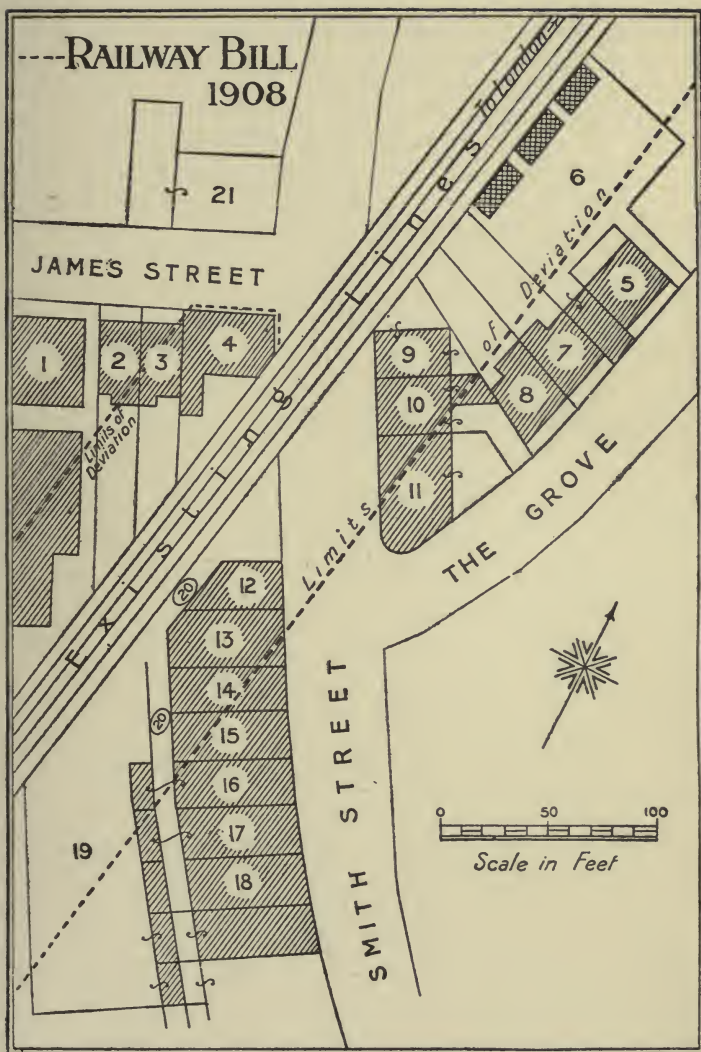 RAILWAY BILL
1908
To London
21
6
JAMES STREET
5
4
1
2
3
9
7
10
8
Limits of
Deviation
Existing Lines
11
Limits of Deviation
THE GROVE
20
12
13
14
20
15
16
17
18
19
SMITH STREET
0 50 100
Scale in Feet